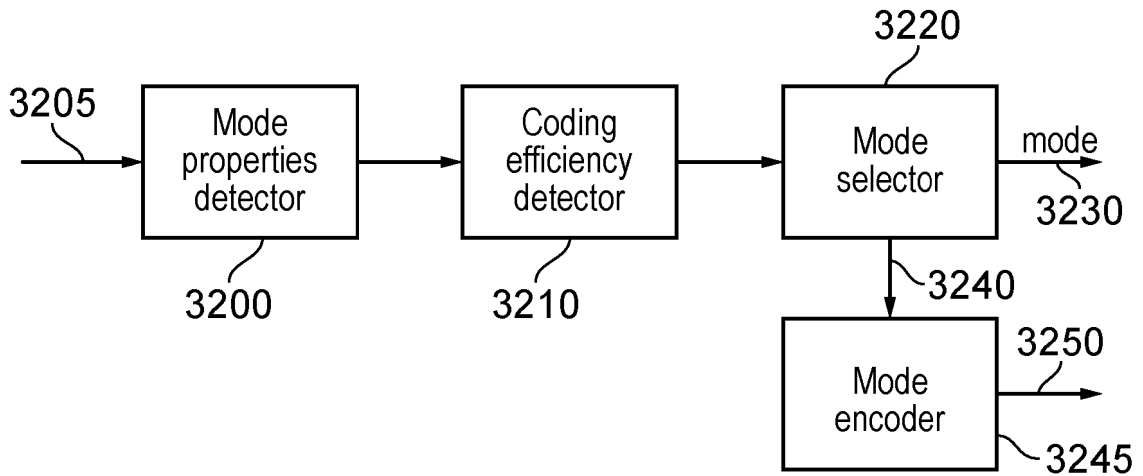 3220
3205
Mode
properties
detector
Coding
efficiency
detector
Mode
selector
mode
3230
3200
3210
3240
3250
Mode
encoder
3245